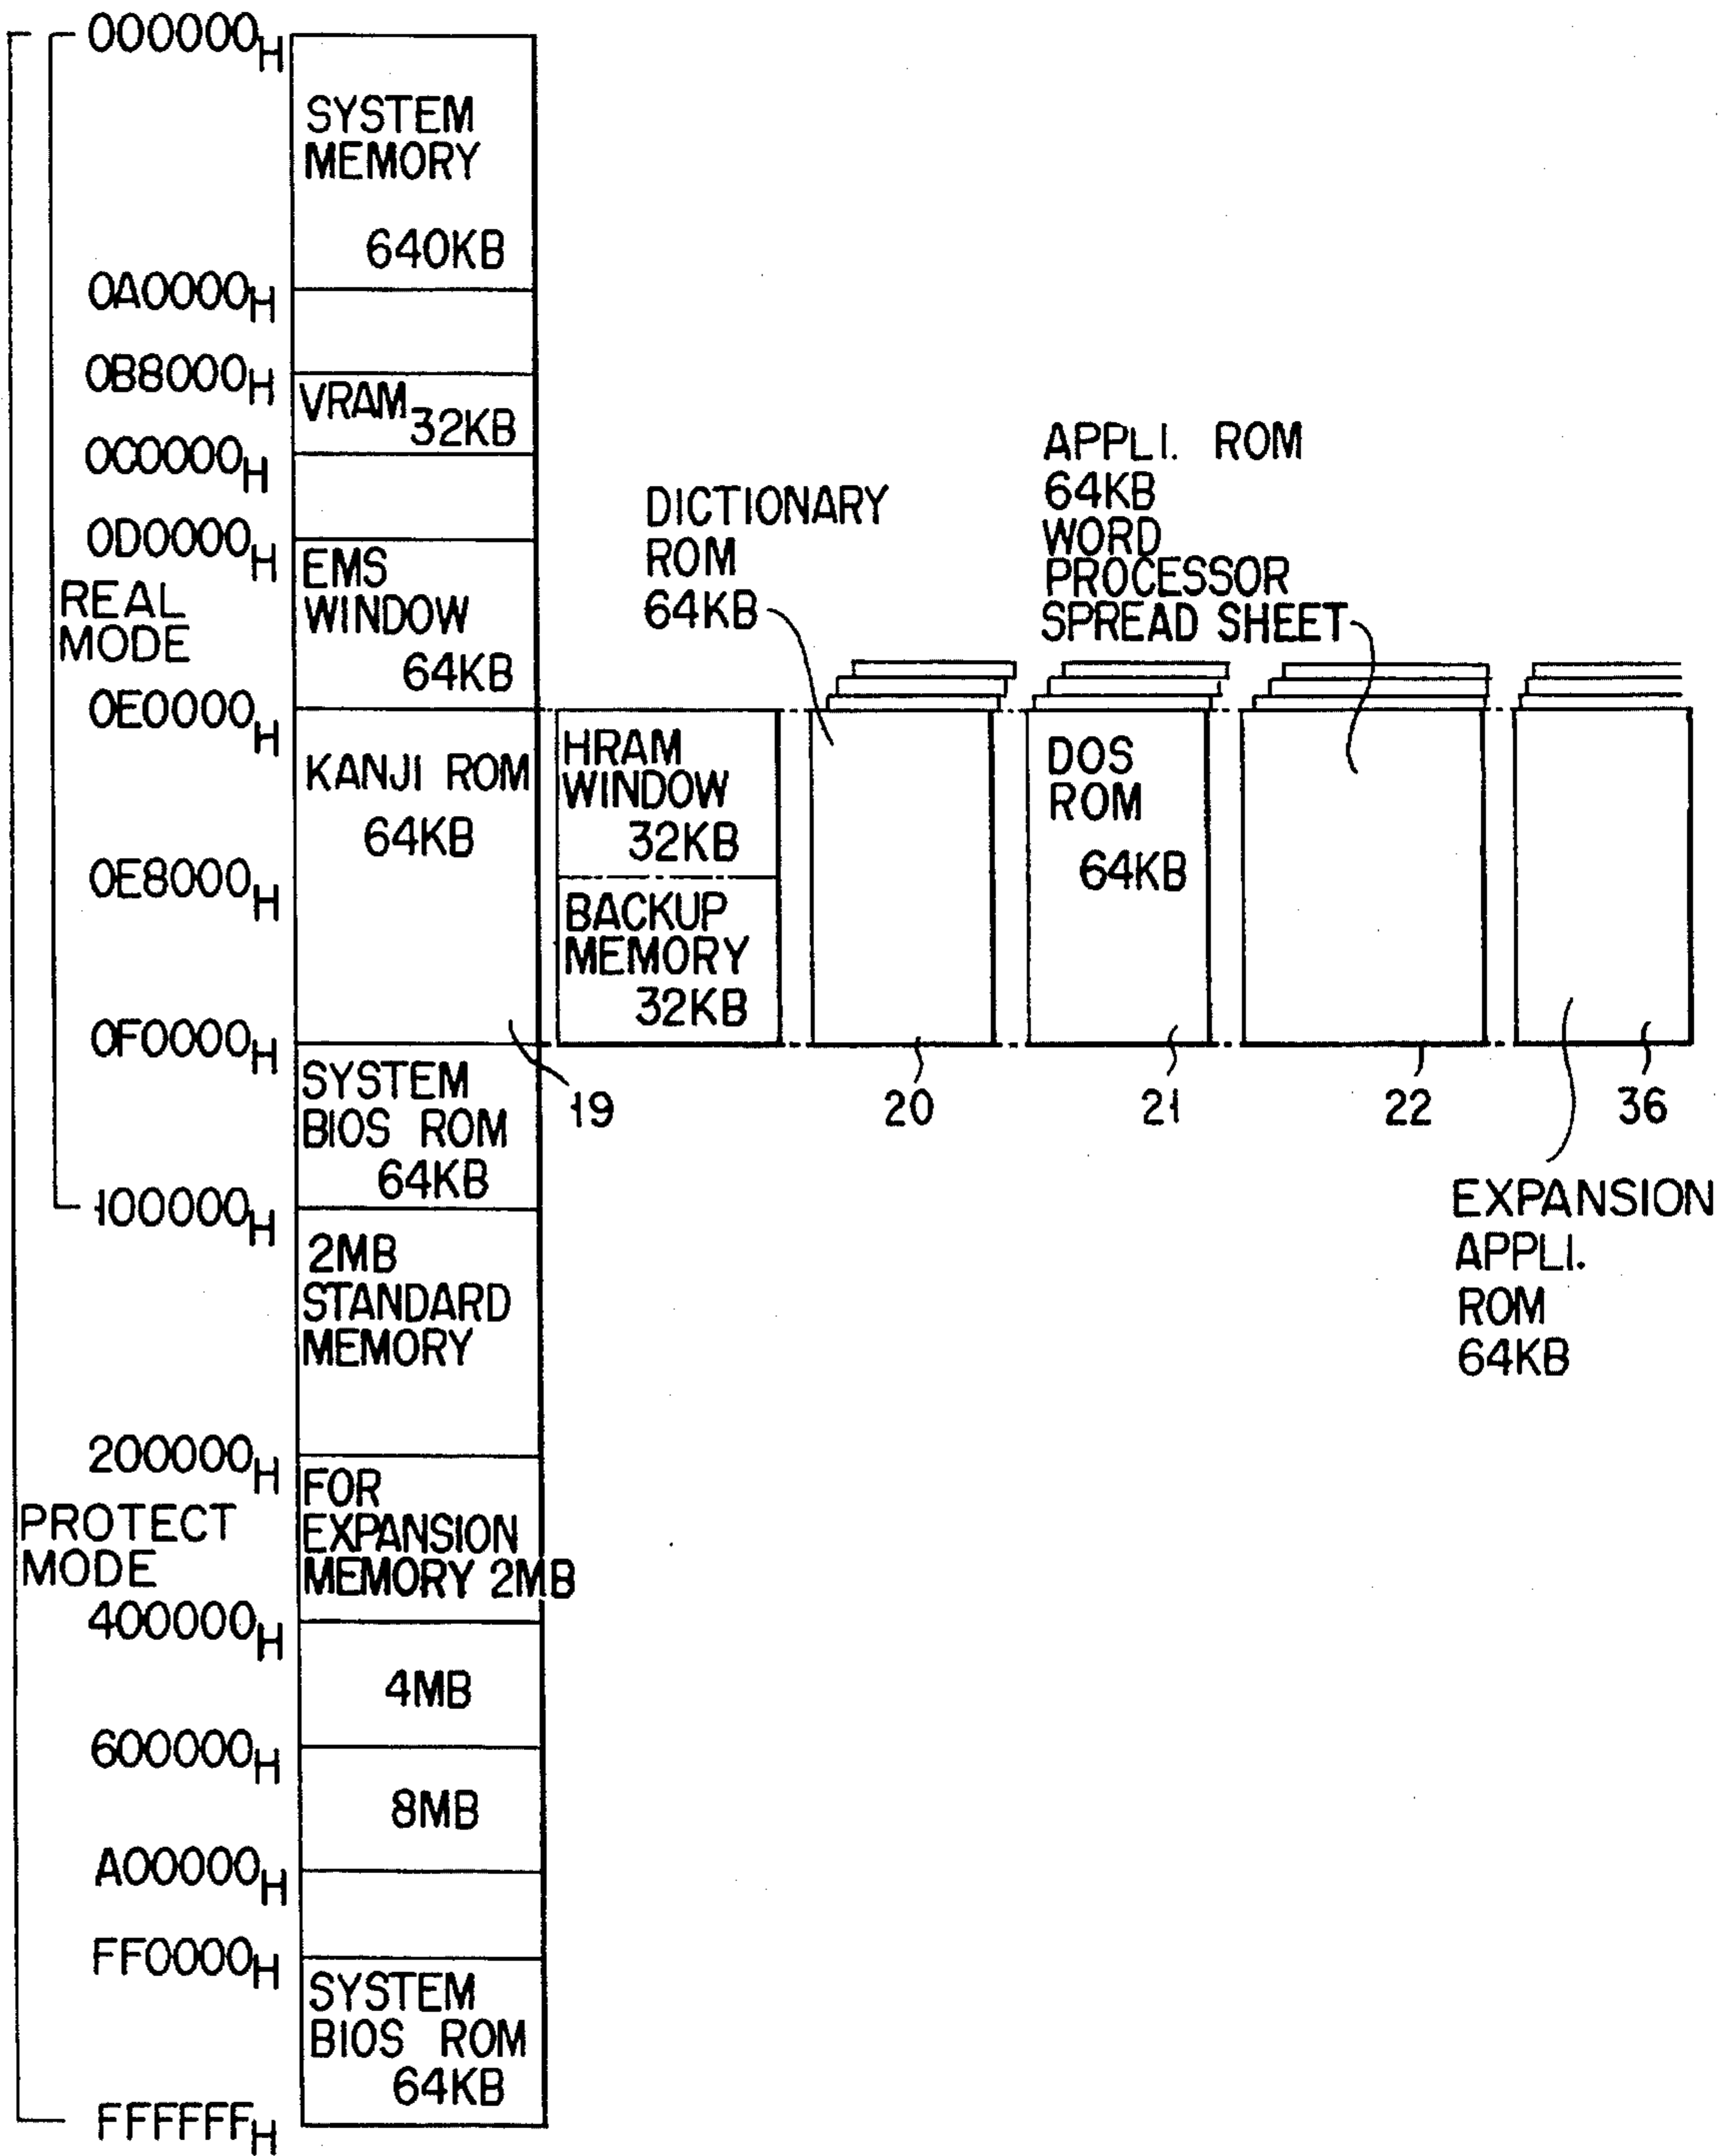 000000H
SYSTEM
MEMORY
640KB
0A0000H
0B8000H
VRAM 32KB
0C0000H
0D0000H
EMS
WINDOW
64KB
REAL
MODE
0E0000H
KANJI ROM
64KB
0E8000H
0F0000H
SYSTEM
BIOS ROM
64KB
100000H
2MB
STANDARD
MEMORY
200000H
FOR
EXPANSION
MEMORY 2MB
PROTECT
MODE
400000H
4MB
600000H
8MB
A00000H
FF0000H
SYSTEM
BIOS ROM
64KB
FFFFFFH
HRAM
WINDOW
32KB
BACKUP
MEMORY
32KB
19
DICTIONARY
ROM
64KB
20
DOS
ROM
64KB
21
APPLI. ROM
64KB
WORD
PROCESSOR
SPREAD SHEET
22
36
EXPANSION
APPLI.
ROM
64KB